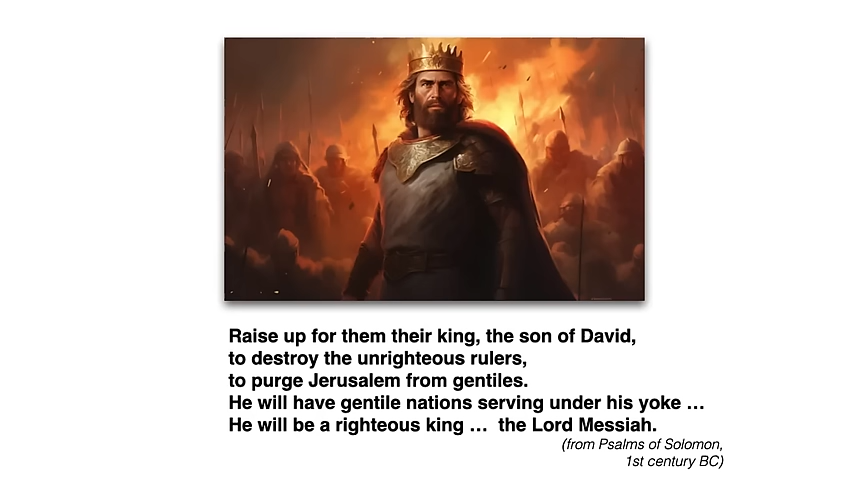 Raise up for them their king, the son of David,
to destroy the unrighteous rulers,
to purge Jerusalem from gentiles.
He will have gentile nations serving under his yoke …
He will be a righteous king …  the Lord Messiah.
(from Psalms of Solomon,
1st century BC)